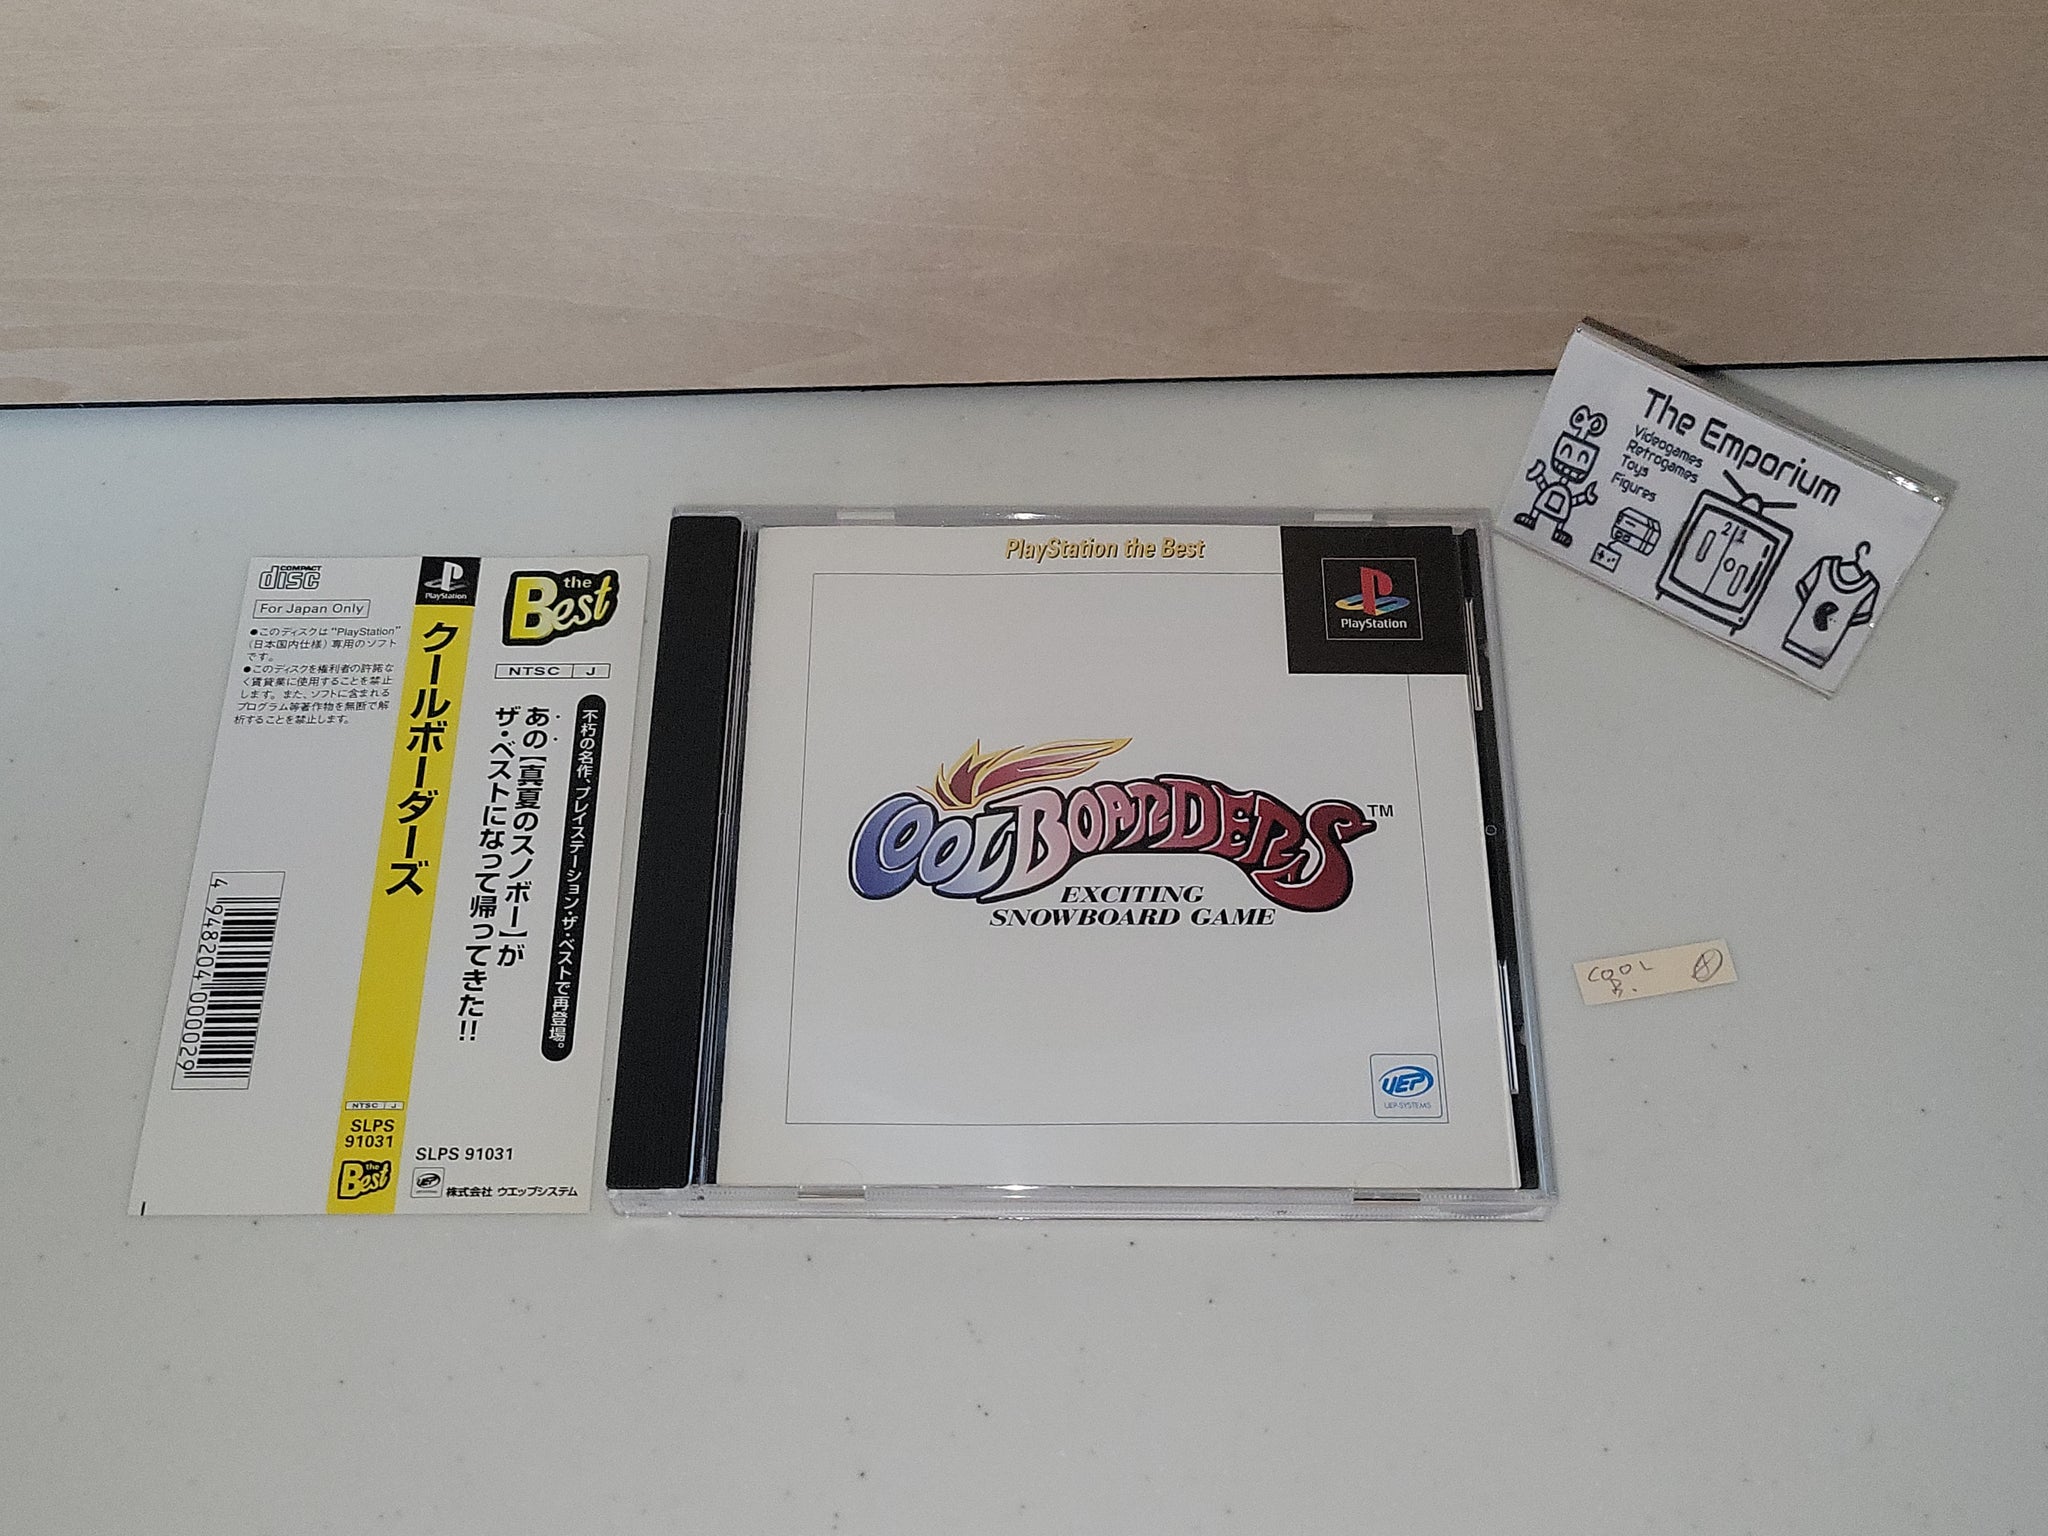 COMPACT
disc
For Japan Only
●このディスクは"PlayStation"
(日本国内仕様)専用のソフト
です。
●このディスクを権利者の許諾な
く賃貸業に使用することを禁止
します。また、ソフトに含まれる
プログラム等著作物を無断で解
析することを禁止します。
4 948204 000029
PlayStation
クールボーダーズ
NTSC J
SLPS
91031
the
Best
the
Best
NTSC J
不朽の名作、プレイステーション・ザ・ベストで再登場。
あの【真夏のスノボー】が
ザ・ベストになって帰ってきた!!
SLPS 91031
UEP
株式会社 ウエップシステム
PlayStation the Best
PlayStation
COOL BOARDERS™
EXCITING
SNOWBOARD GAME
UEP
UEP SYSTEMS
The Emporium
Videogames
Retrogames
Toys
Figures
2 1
COOL
B.